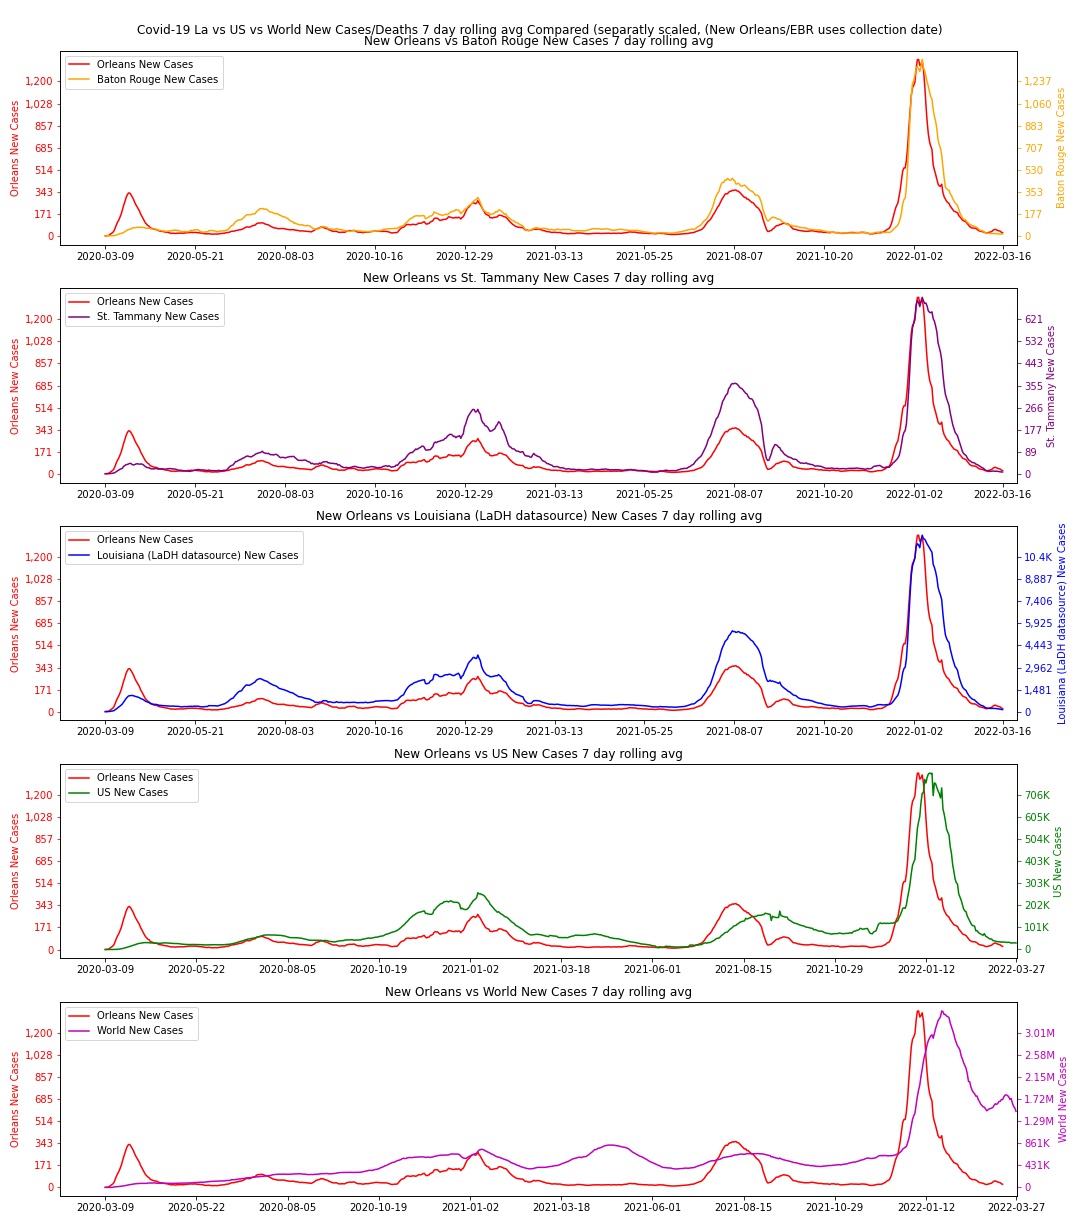 Covid-19 La vs US vs World New Cases/Deaths 7 day rolling avg Compared (separatly scaled, (New Orleans/EBR uses collection date)
New Orleans vs Baton Rouge New Cases 7 day rolling avg
Orleans New Cases
Baton Rouge New Cases
1,200
1,028
857
685
514
343
171
0
Orleans New Cases
1,237
1,060
883
707
530
353
177
0
Baton Rouge New Cases
2020-03-09 2020-05-21 2020-08-03 2020-10-16 2020-12-29 2021-03-13 2021-05-25 2021-08-07 2021-10-20 2022-01-02 2022-03-16
New Orleans vs St. Tammany New Cases 7 day rolling avg
Orleans New Cases
St. Tammany New Cases
1,200
1,028
857
685
514
343
171
0
Orleans New Cases
621
532
443
355
266
177
89
0
St. Tammany New Cases
2020-03-09 2020-05-21 2020-08-03 2020-10-16 2020-12-29 2021-03-13 2021-05-25 2021-08-07 2021-10-20 2022-01-02 2022-03-16
New Orleans vs Louisiana (LaDH datasource) New Cases 7 day rolling avg
Orleans New Cases
Louisiana (LaDH datasource) New Cases
1,200
1,028
857
685
514
343
171
0
Orleans New Cases
10.4K
8,887
7,406
5,925
4,443
2,962
1,481
0
Louisiana (LaDH datasource) New Cases
2020-03-09 2020-05-21 2020-08-03 2020-10-16 2020-12-29 2021-03-13 2021-05-25 2021-08-07 2021-10-20 2022-01-02 2022-03-16
New Orleans vs US New Cases 7 day rolling avg
Orleans New Cases
US New Cases
1,200
1,028
857
685
514
343
171
0
Orleans New Cases
706K
605K
504K
403K
303K
202K
101K
0
US New Cases
2020-03-09 2020-05-22 2020-08-05 2020-10-19 2021-01-02 2021-03-18 2021-06-01 2021-08-15 2021-10-29 2022-01-12 2022-03-27
New Orleans vs World New Cases 7 day rolling avg
Orleans New Cases
World New Cases
1,200
1,028
857
685
514
343
171
0
Orleans New Cases
3.01M
2.58M
2.15M
1.72M
1.29M
861K
431K
0
World New Cases
2020-03-09 2020-05-22 2020-08-05 2020-10-19 2021-01-02 2021-03-18 2021-06-01 2021-08-15 2021-10-29 2022-01-12 2022-03-27